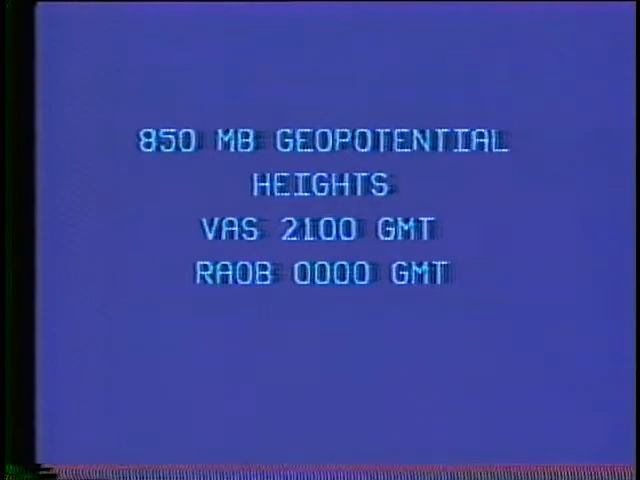 850 MB GEOPOTENTIAL
HEIGHTS
VAS 2100 GMT
RAOB 0000 GMT